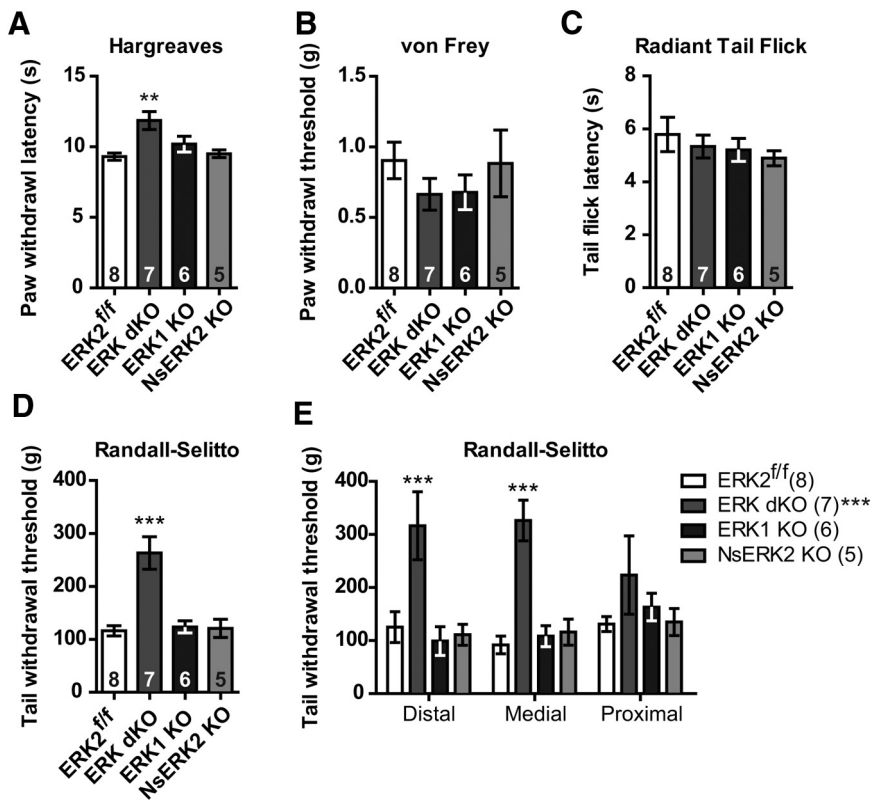 A
Hargreaves
Paw withdrawl latency (s)
15
10
5
0
**
8
7
6
5
ERK2f/f
ERK dKO
ERK1 KO
NsERK2 KO
B
von Frey
Paw withdrawl threshold (g)
1.5
1.0
0.5
0.0
8
7
6
5
ERK2f/f
ERK dKO
ERK1 KO
NsERK2 KO
C
Radiant Tail Flick
Tail flick latency (s)
8
6
4
2
0
8
7
6
5
ERK2f/f
ERK dKO
ERK1 KO
NsERK2 KO
D
Randall-Selitto
Tail withdrawal threshold (g)
400
300
200
100
0
***
8
7
6
5
ERK2f/f
ERK dKO
ERK1 KO
NsERK2 KO
E
Randall-Selitto
Tail withdrawal threshold (g)
400
300
200
100
0
***
***
Distal
Medial
Proximal
ERK2f/f(8)
ERK dKO (7)***
ERK1 KO (6)
NsERK2 KO (5)